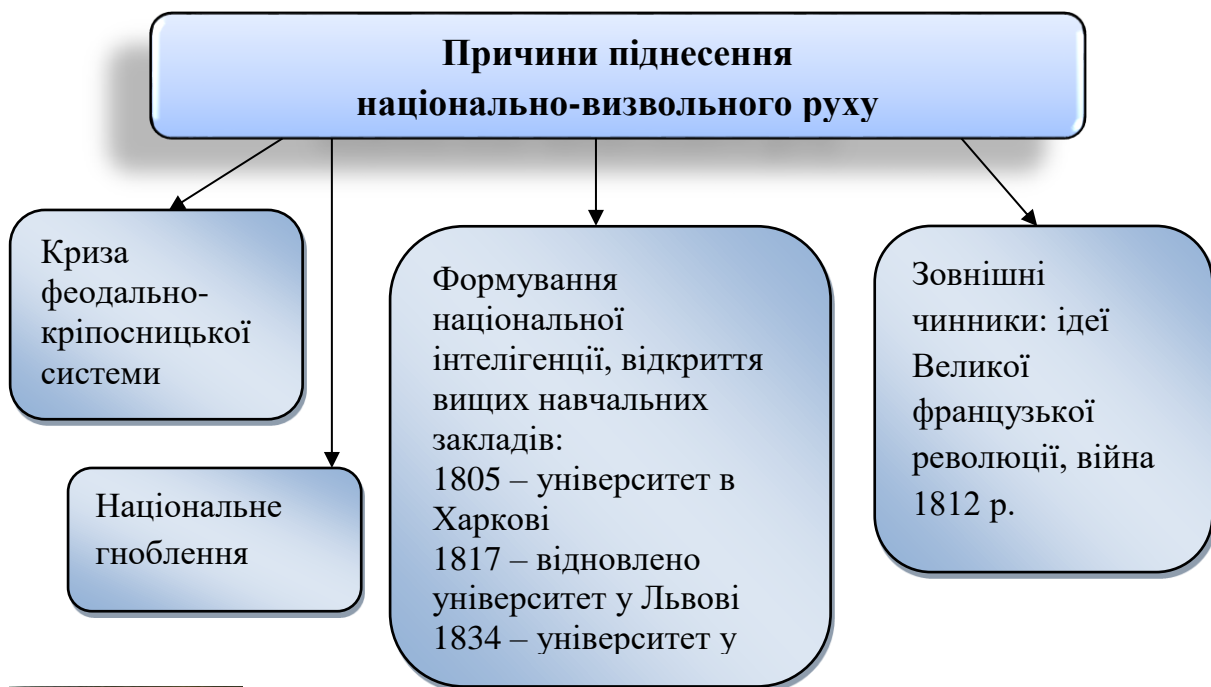 Причини піднесення
національно-визвольного руху
Криза
феодально-
кріпосницької
системи
Національне
гноблення
Формування
національної
інтелігенції, відкриття
вищих навчальних
закладів:
1805 – університет в
Харкові
1817 – відновлено
університет у Львові
1834 – університет у
Зовнішні
чинники: ідеї
Великої
французької
революції, війна
1812 р.